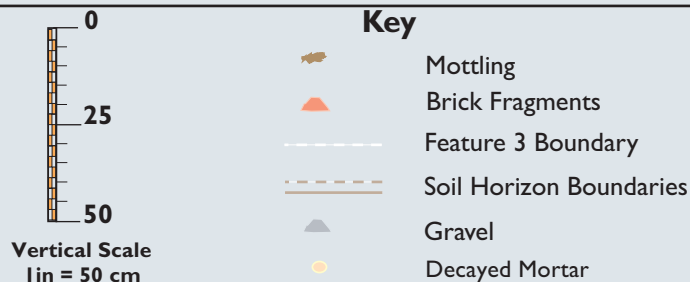 0
25
50
Vertical Scale
1in = 50 cm
Key
Mottling
Brick Fragments
Feature 3 Boundary
Soil Horizon Boundaries
Gravel
Decayed Mortar